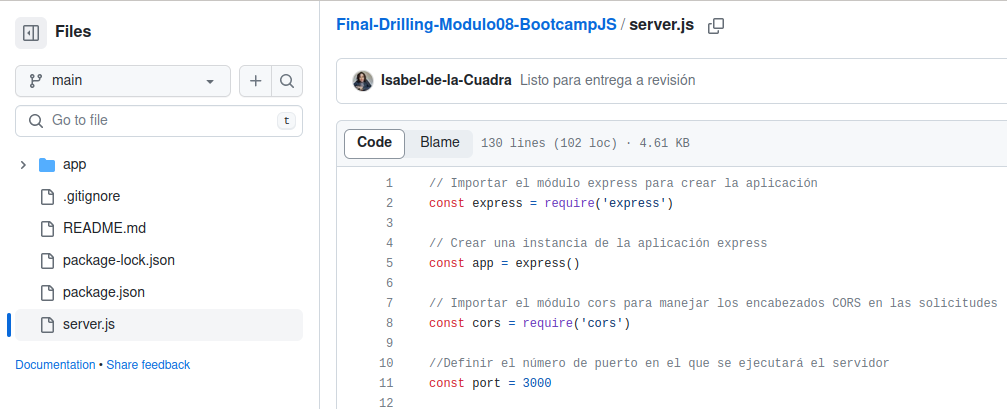 Files
main
Go to file
t
app
.gitignore
README.md
package-lock.json
package.json
server.js
Documentation • Share feedback
Final-Drilling-Modulo08-BootcampJS / server.js
Isabel-de-la-Cuadra Listo para entrega a revisión
Code Blame 130 lines (102 loc) · 4.61 KB
1 // Importar el módulo express para crear la aplicación
2 const express = require('express')
3
4 // Crear una instancia de la aplicación express
5 const app = express()
6
7 // Importar el módulo cors para manejar los encabezados CORS en las solicitudes
8 const cors = require('cors')
9
10 //Definir el número de puerto en el que se ejecutará el servidor
11 const port = 3000
12